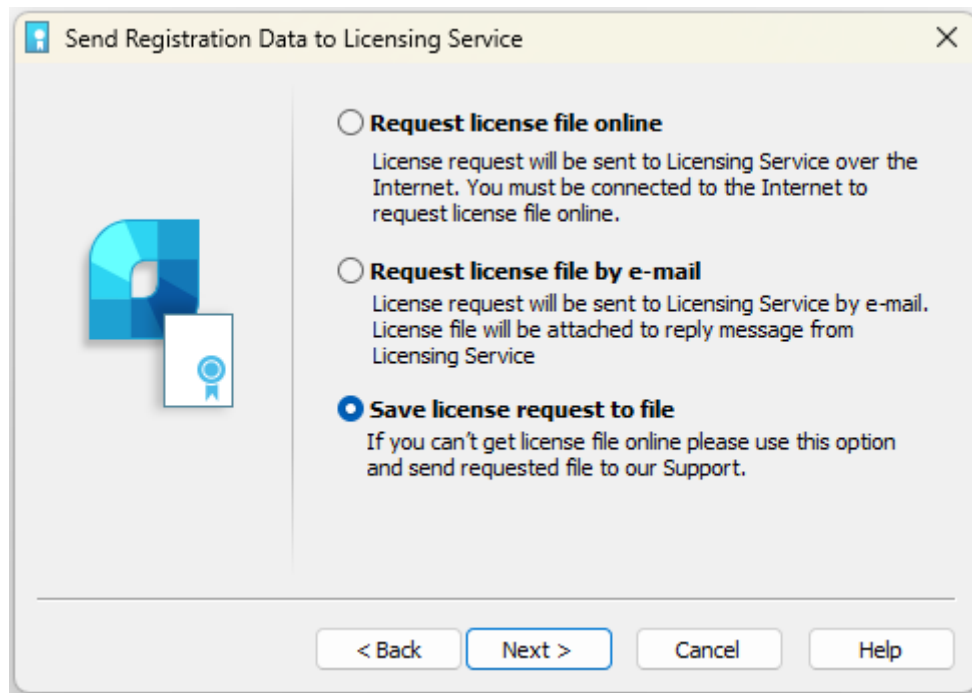 Send Registration Data to Licensing Service
Request license file online
License request will be sent to Licensing Service over the
Internet. You must be connected to the Internet to
request license file online.
Request license file by e-mail
License request will be sent to Licensing Service by e-mail.
License file will be attached to reply message from
Licensing Service
Save license request to file
If you can’t get license file online please use this option
and send requested file to our Support.
< Back Next > Cancel Help